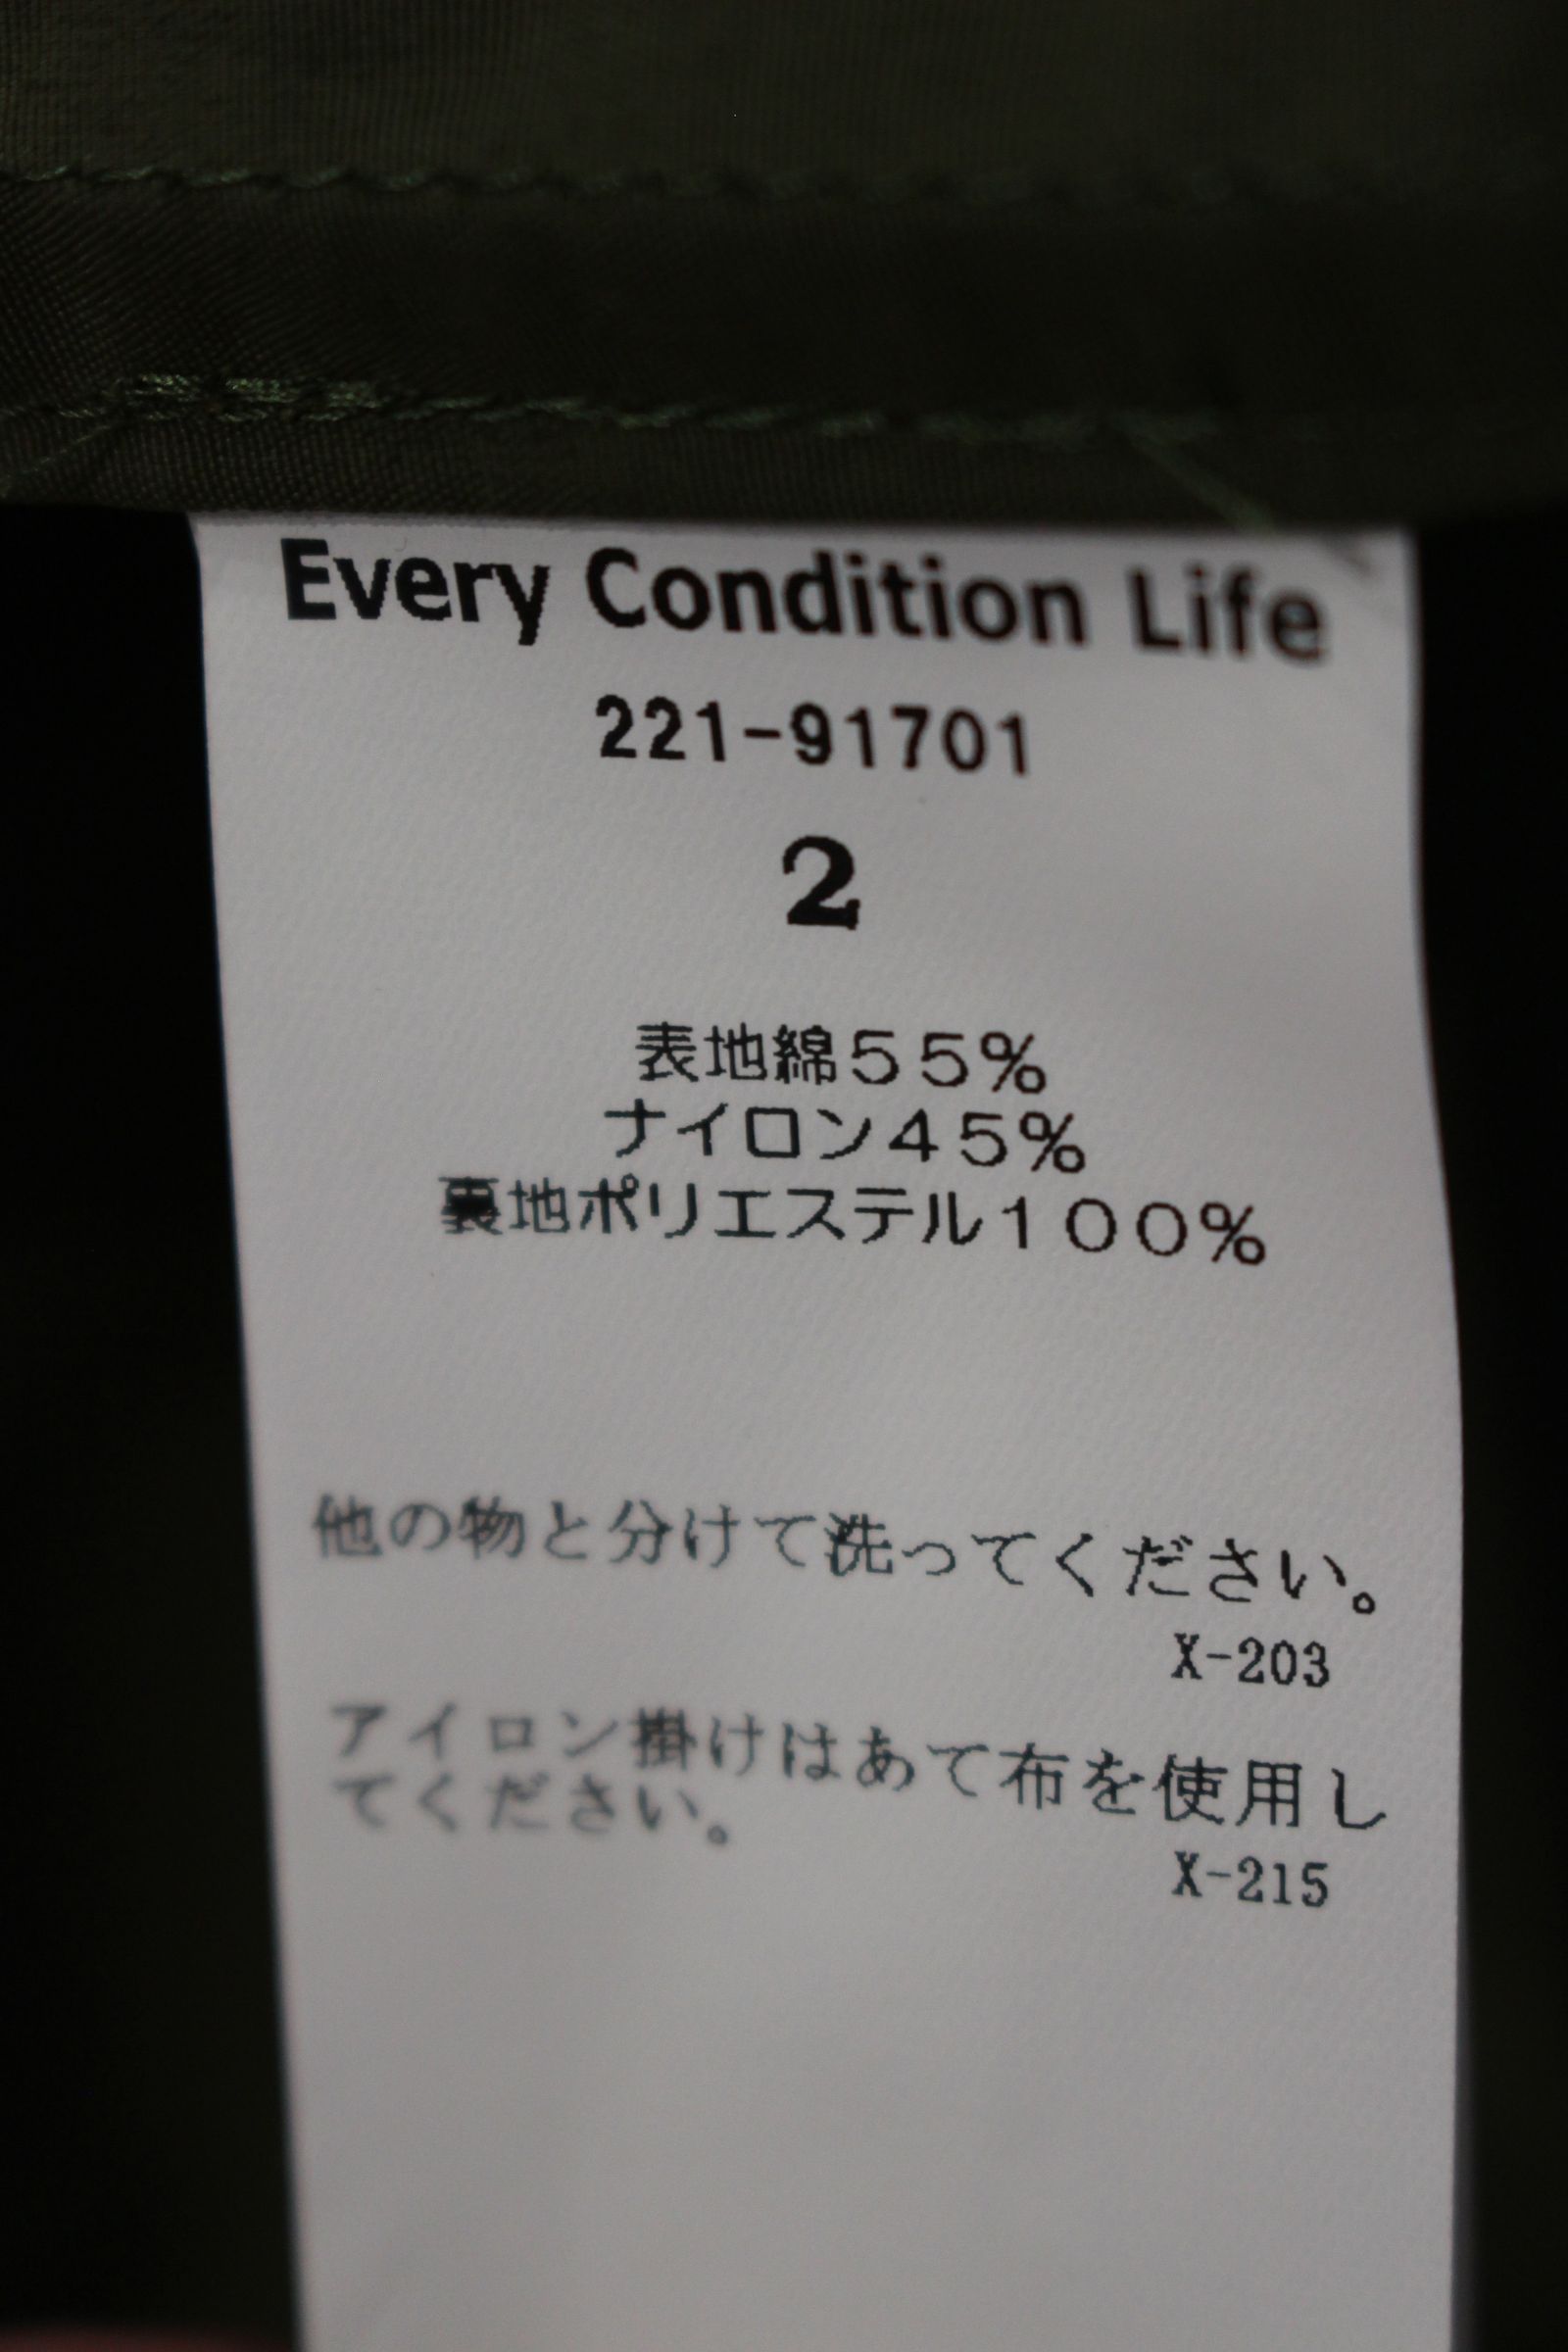 Every Condition Life
221-91701
2
表地綿55%
ナイロン45%
裏地ポリエステル100%
他の物と分けて洗ってください。
X-203
アイロン掛けはあて布を使用し
てください。
X-215